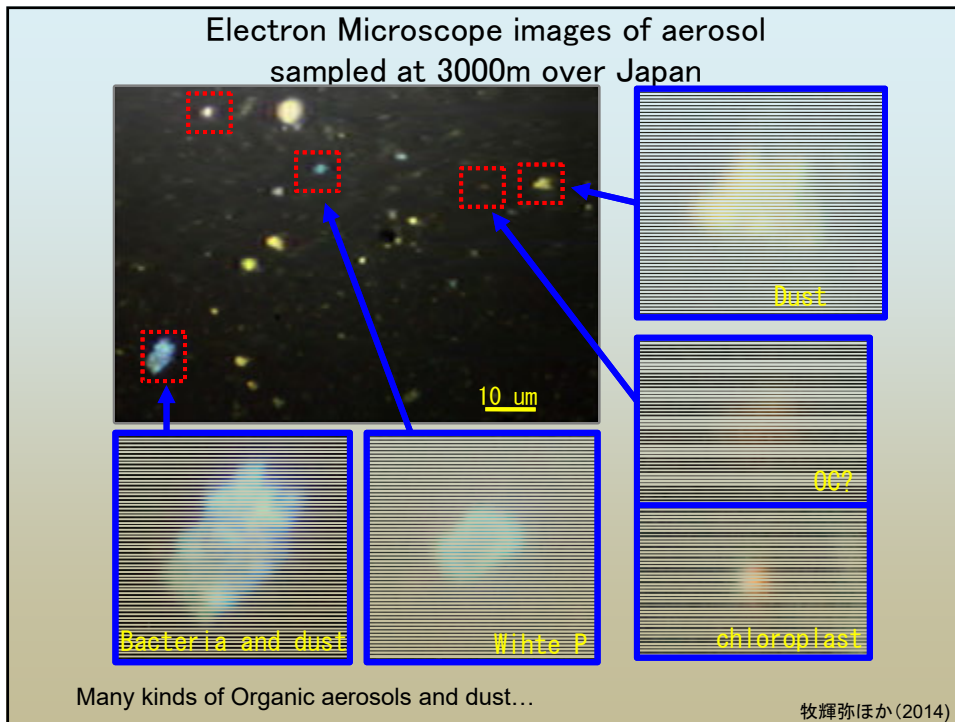 Electron Microscope images of aerosol
sampled at 3000m over Japan
Dust
10 um
OC?
Bacteria and dust
Wihte P
chloroplast
Many kinds of Organic aerosols and dust…
牧輝弥ほか(2014)